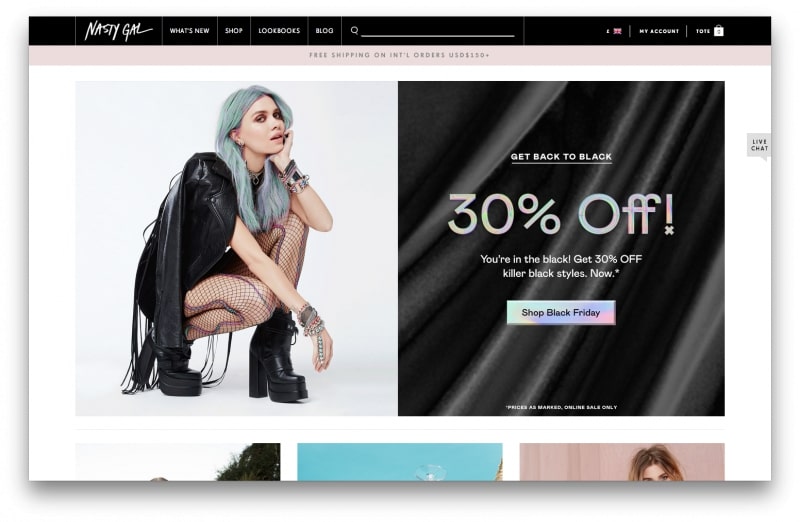 NASTY GAL
WHAT'S NEW
SHOP
LOOKBOOKS
BLOG
£
MY ACCOUNT
TOTE
0
FREE SHIPPING ON INT'L ORDERS USD$150+
LIVE
CHAT
GET BACK TO BLACK
30% Off!
You're in the black! Get 30% OFF
killer black styles. Now.*
Shop Black Friday
*PRICES AS MARKED, ONLINE SALE ONLY